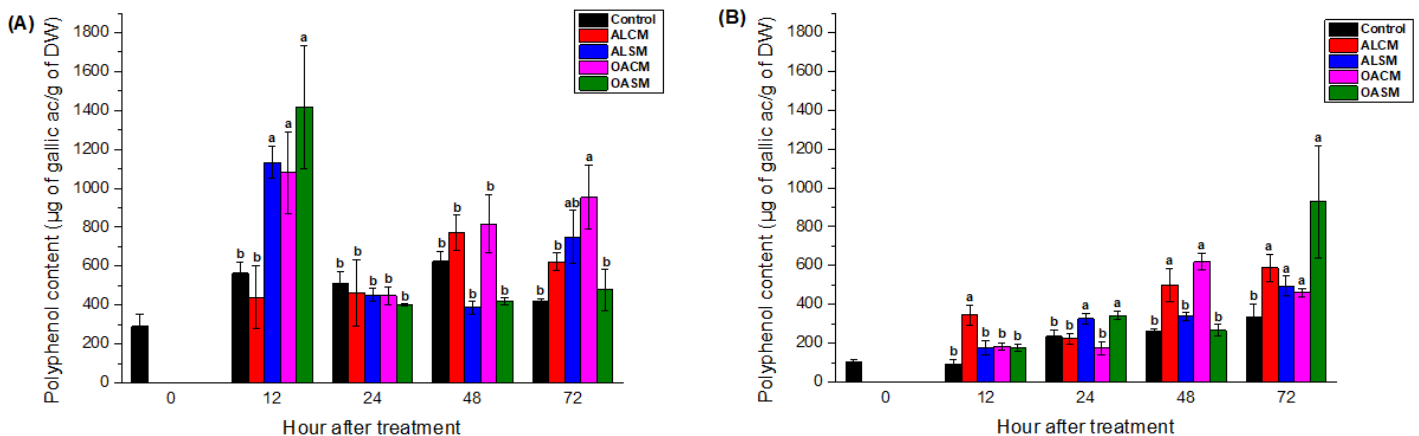 (A)
Polyphenol content (µg of gallic ac/g of DW)
1800
1600
1400
1200
1000
800
600
400
200
0
Control
ALCM
ALSM
OACM
OASM
b b a a a
b b b b b
b b b b b
b b ab a b
0 12 24 48 72
Hour after treatment
(B)
Polyphenol content (µg of gallic ac/g of DW)
1800
1600
1400
1200
1000
800
600
400
200
0
Control
ALCM
ALSM
OACM
OASM
b a b b b
b b a b a
b a b a b
b a a a a
0 12 24 48 72
Hour after treatment